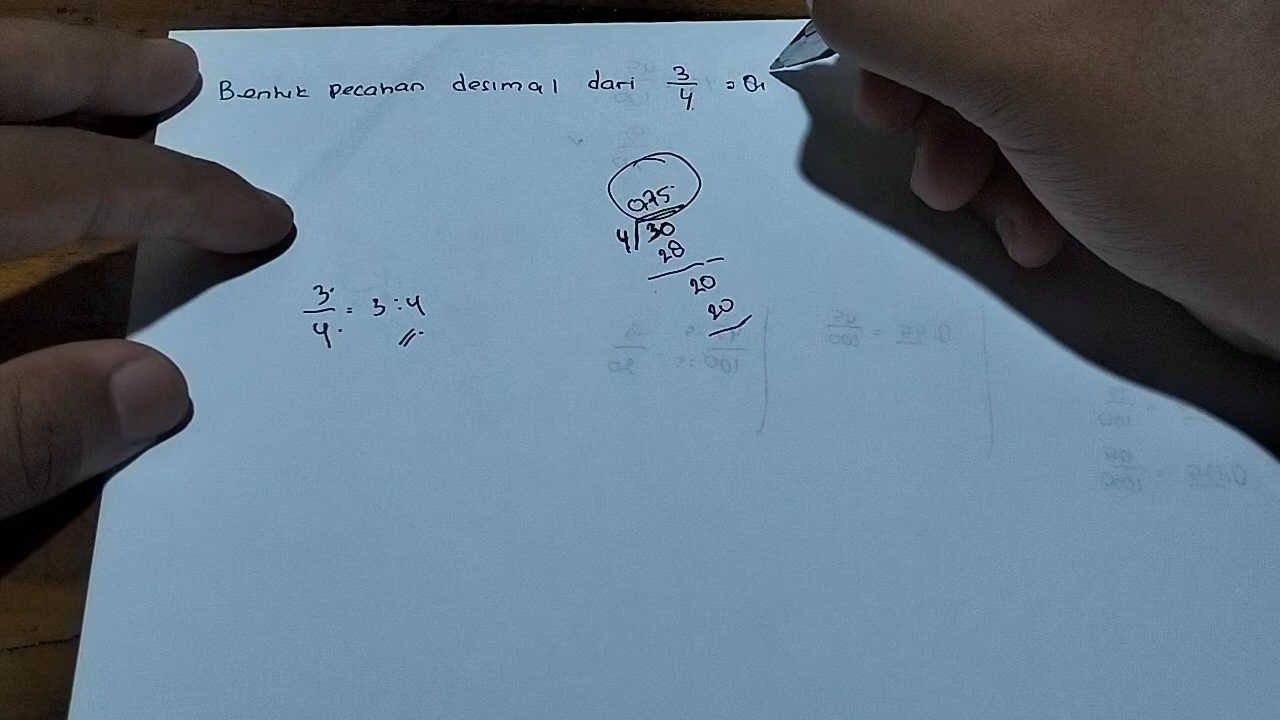 Bentuk pecahan desimal dari 3/4 = 0,
0,75
4 30
28
20
20
3/4 = 3 : 4